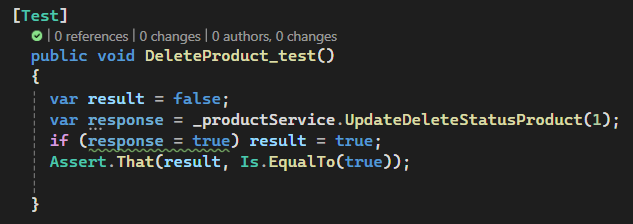 [Test]
0 references | 0 changes | 0 authors, 0 changes
public void DeleteProduct_test()
{
var result = false;
var response = _productService.UpdateDeleteStatusProduct(1);
if (response = true) result = true;
Assert.That(result, Is.EqualTo(true));
}